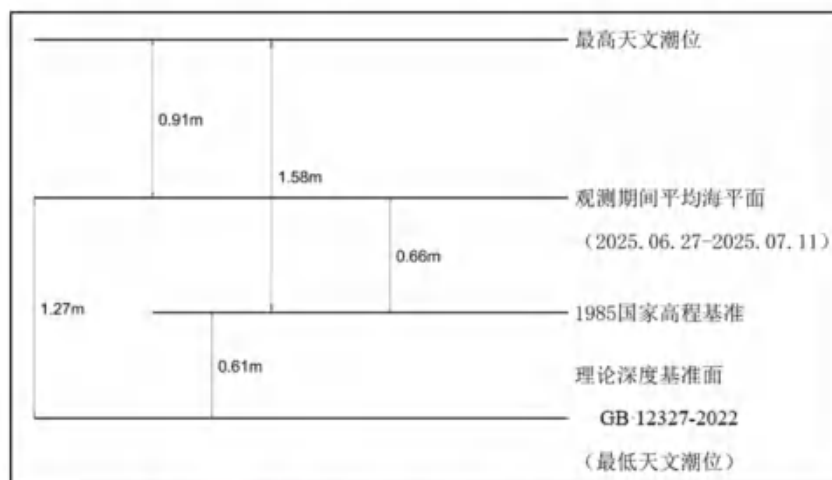 最高天文潮位
0.91m
1.58m
观测期间平均海平面
（2025.06.27-2025.07.11）
0.66m
1.27m
1985国家高程基准
0.61m
理论深度基准面
GB 12327-2022
（最低天文潮位）